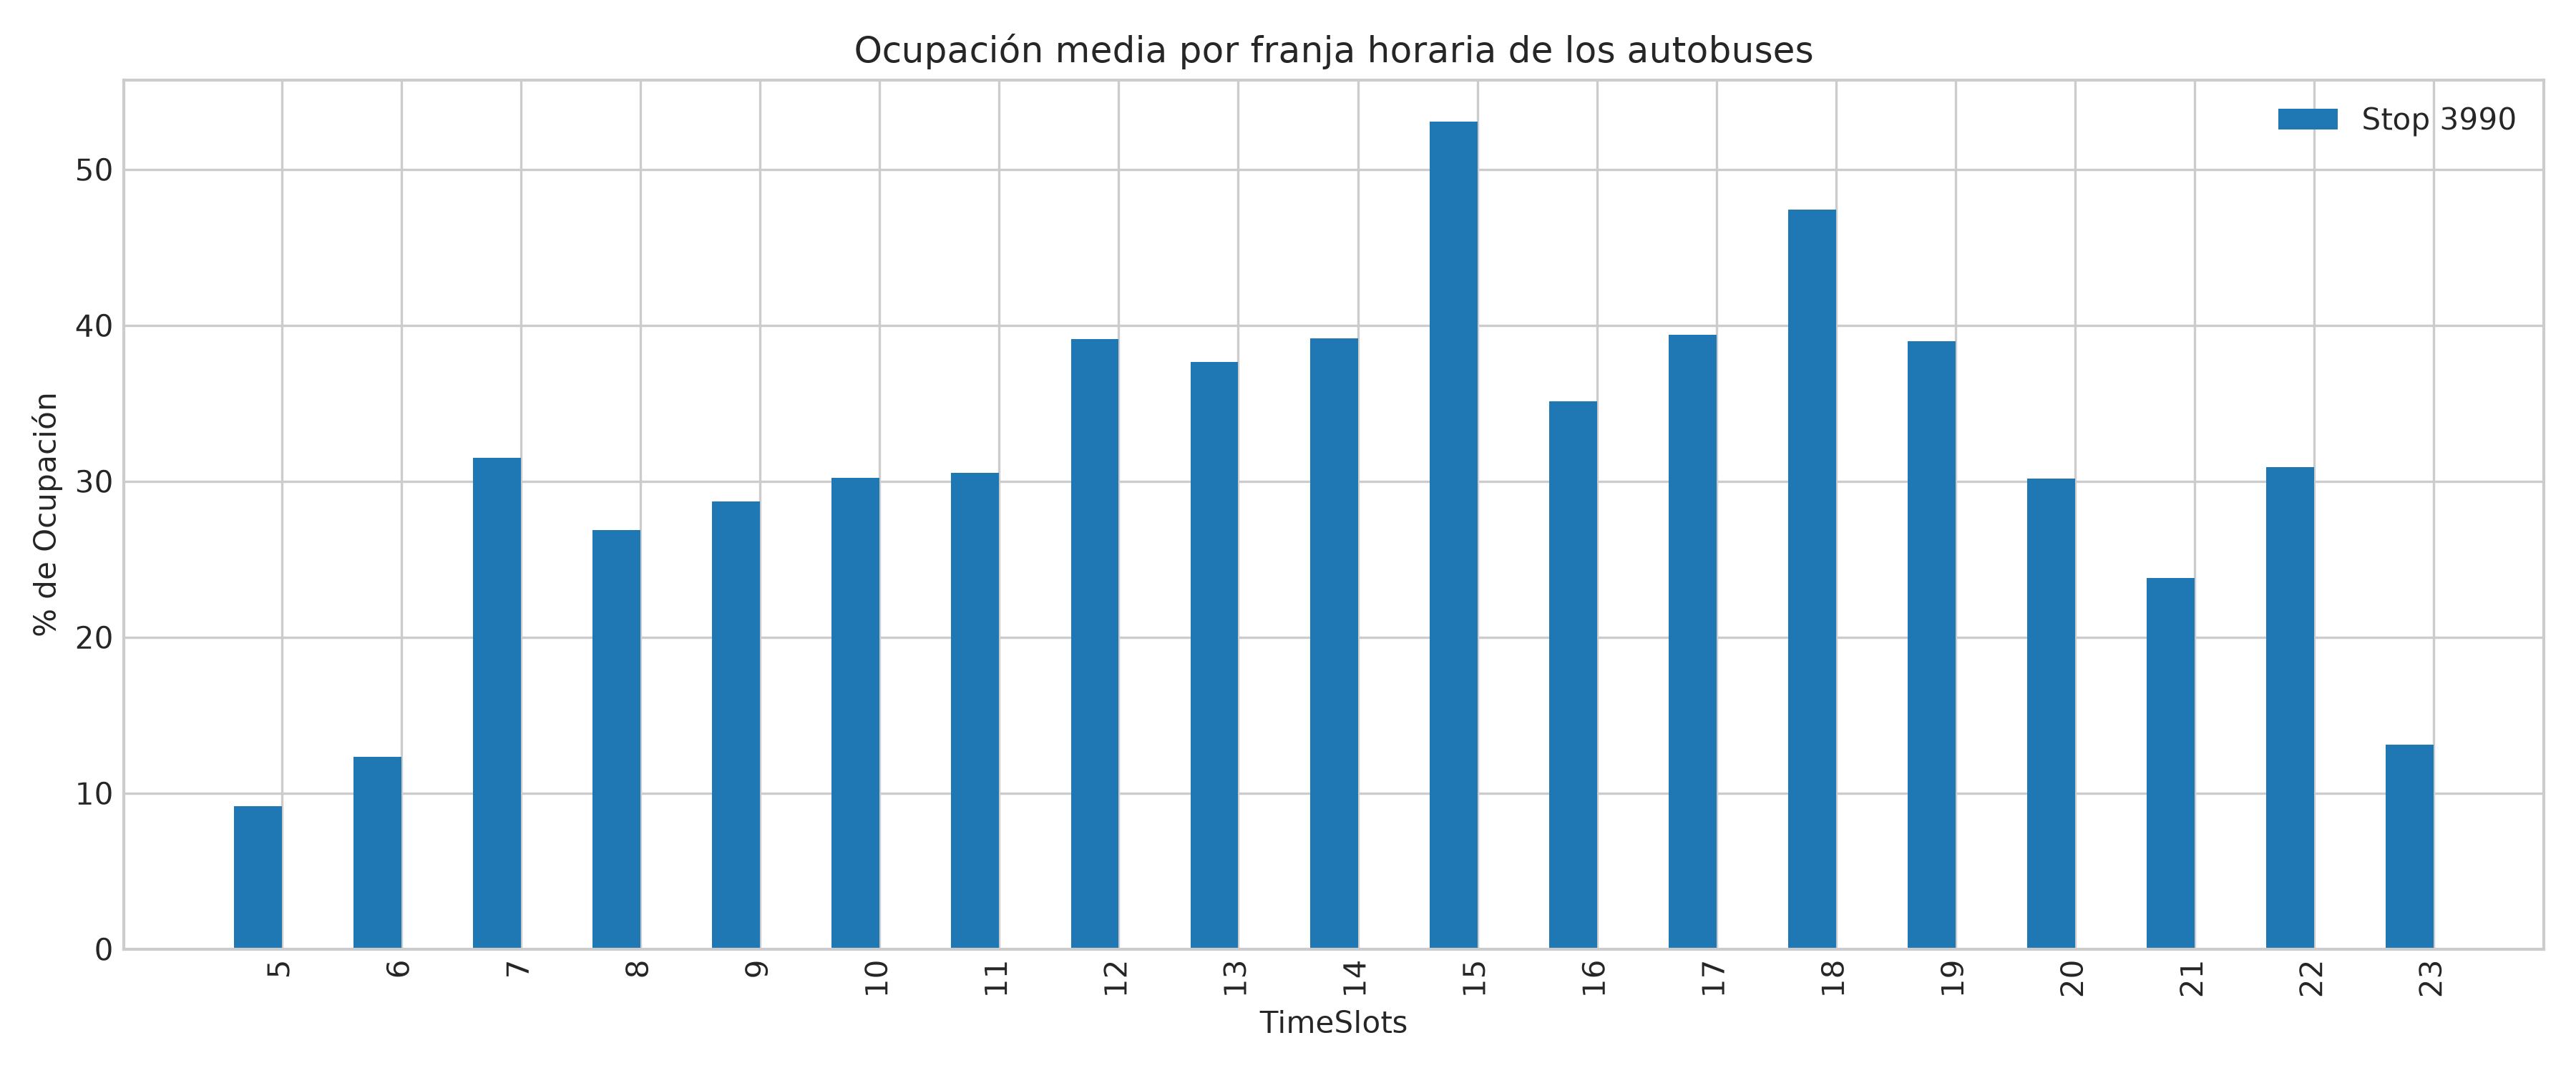 Ocupación media por franja horaria de los autobuses
Stop 3990
% de Ocupación
50
40
30
20
10
0
5 6 7 8 9 10 11 12 13 14 15 16 17 18 19 20 21 22 23
TimeSlots